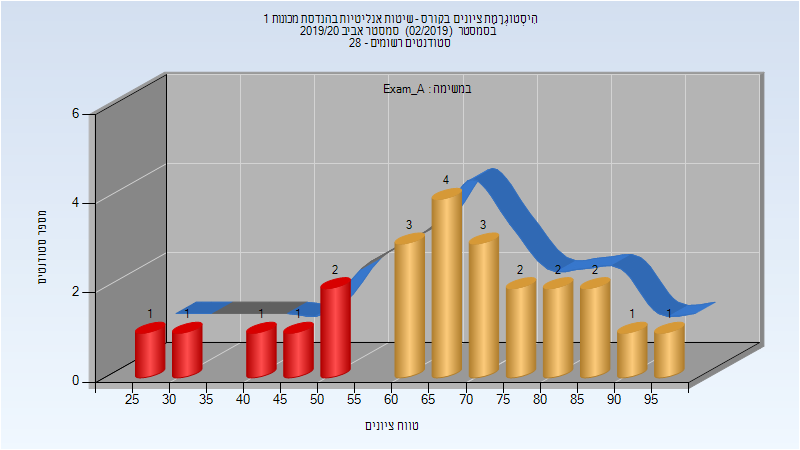 הִיסְטוֹגְרָמַת ציונים בקורס - שיטות אנליטיות בהנדסת מכונות 1
בסמסטר (02/2019) סמסטר אביב 2019/20
סטודנטים רשומים - 28
במשימה : Exam_A
מספר סטודנטים
6
4
2
0
1 1 1 1 2 3 4 3 2 2 2 1 1
25 30 35 40 45 50 55 60 65 70 75 80 85 90 95
טווח ציונים